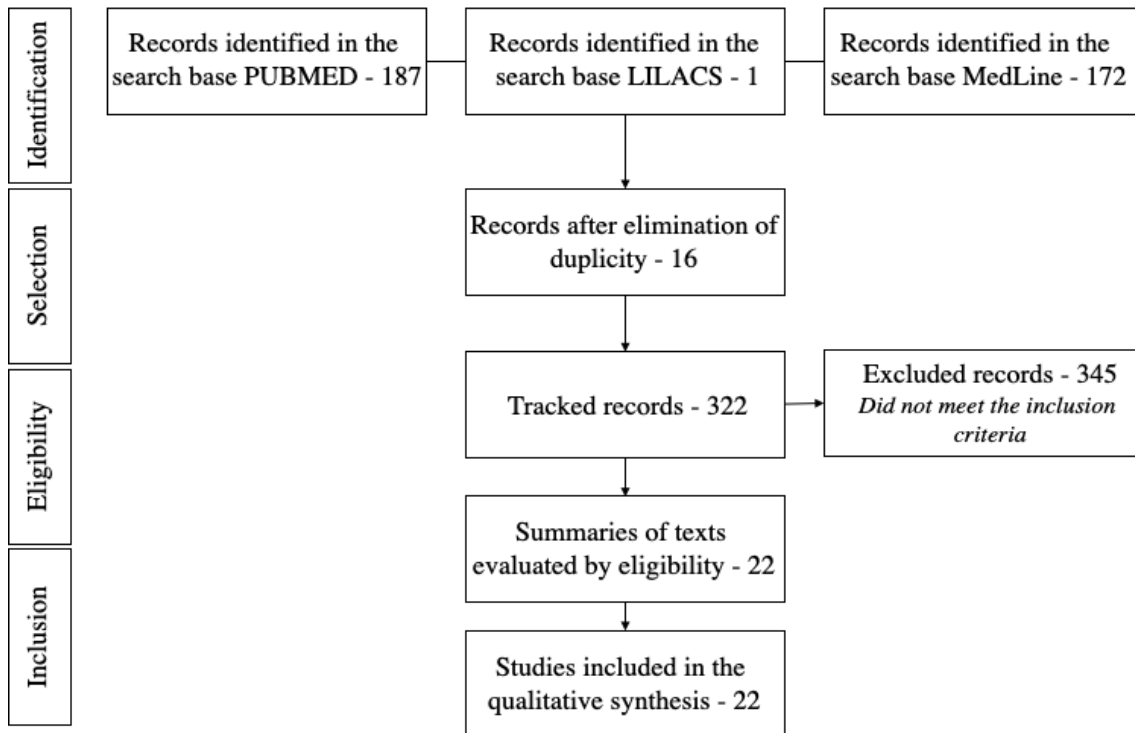 Identification
Records identified in the
search base PUBMED - 187
Records identified in the
search base LILACS - 1
Records identified in the
search base MedLine - 172
Selection
Records after elimination of
duplicity - 16
Eligibility
Tracked records - 322
Excluded records - 345
Did not meet the inclusion
criteria
Summaries of texts
evaluated by eligibility - 22
Inclusion
Studies included in the
qualitative synthesis - 22